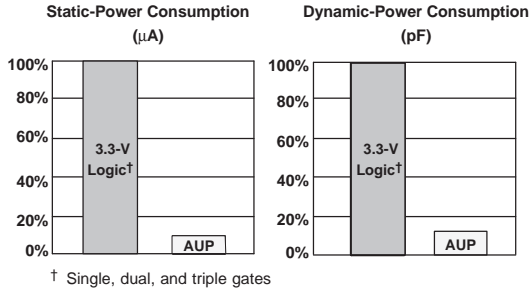 Static-Power Consumption
(μA)
100%
80%
60%
40%
20%
0%
3.3-V
Logic†
AUP
Dynamic-Power Consumption
(pF)
100%
80%
60%
40%
20%
0%
3.3-V
Logic†
AUP
† Single, dual, and triple gates